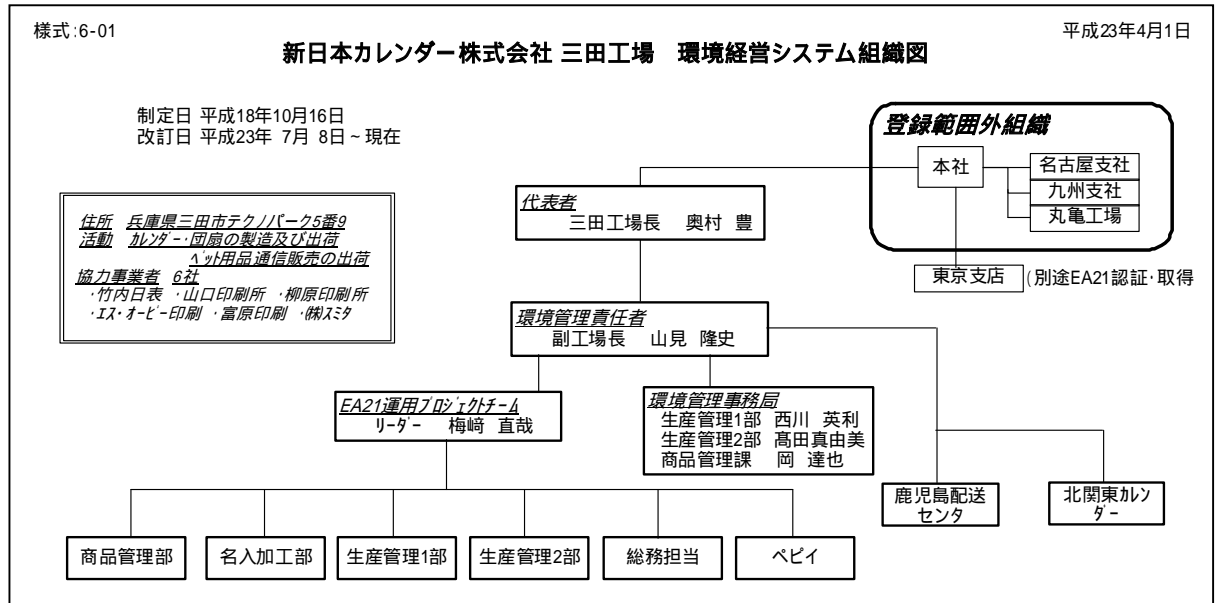 様式:6-01
平成23年4月1日
新日本カレンダー株式会社 三田工場 環境経営システム組織図
制定日 平成18年10月16日
改訂日 平成23年 7月 8日~現在
登録範囲外組織
本社
名古屋支社
九州支社
丸亀工場
東京支店
(別途EA21認証·取得
住所 兵庫県三田市テクノパーク5番9
活動 ｶﾚﾝﾀﾞｰ･団扇の製造及び出荷
ﾍﾟｯﾄ用品通信販売の出荷
協力事業者 6社
･竹内日表 ･山口印刷所 ･柳原印刷所
･ｴｽ･ｵｰﾋﾞｰ印刷 ･富原印刷 ･㈱ｽﾐﾀ
代表者
三田工場長 奥村 豊
環境管理責任者
副工場長 山見 隆史
EA21運用ﾌﾟﾛｼﾞｪｸﾄﾁｰﾑ
ﾘｰﾀﾞｰ 梅﨑 直哉
環境管理事務局
生産管理1部 西川 英利
生産管理2部 髙田真由美
商品管理課 岡 達也
鹿児島配送
センタ
北関東ｶﾚﾝ
ﾀﾞｰ
商品管理部
名入加工部
生産管理1部
生産管理2部
総務担当
ペピイ